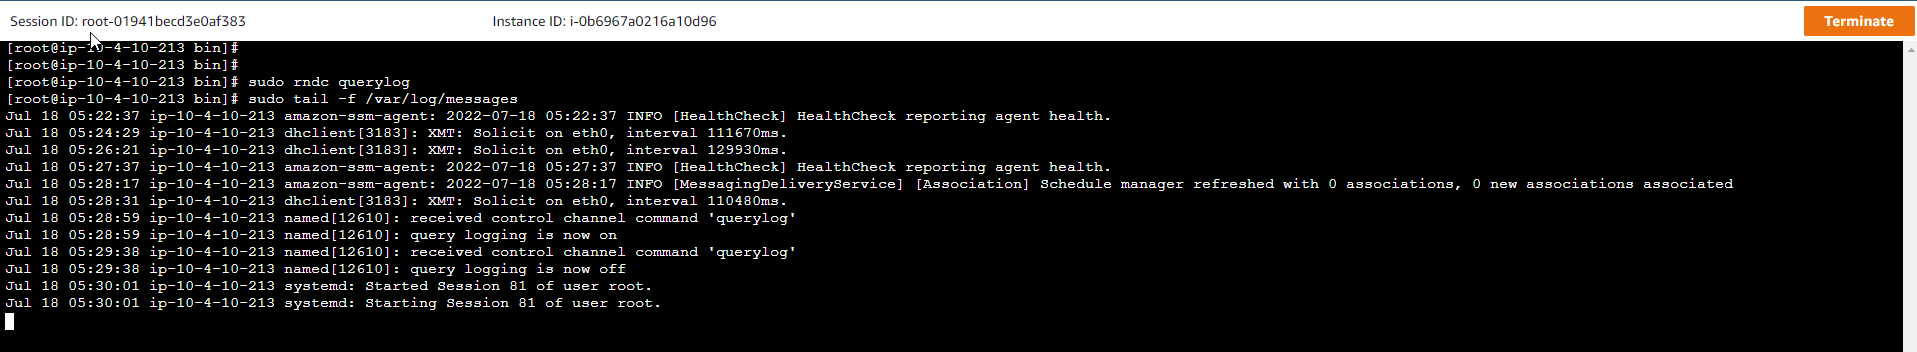 Session ID: root-01941becd3e0af383 Instance ID: i-0b6967a0216a10d96 Terminate
[root@ip-10-4-10-213 bin]#
[root@ip-10-4-10-213 bin]#
[root@ip-10-4-10-213 bin]# sudo rndc querylog
[root@ip-10-4-10-213 bin]# sudo tail -f /var/log/messages
Jul 18 05:22:37 ip-10-4-10-213 amazon-ssm-agent: 2022-07-18 05:22:37 INFO [HealthCheck] HealthCheck reporting agent health.
Jul 18 05:24:29 ip-10-4-10-213 dhclient[3183]: XMT: Solicit on eth0, interval 111670ms.
Jul 18 05:26:21 ip-10-4-10-213 dhclient[3183]: XMT: Solicit on eth0, interval 129930ms.
Jul 18 05:27:37 ip-10-4-10-213 amazon-ssm-agent: 2022-07-18 05:27:37 INFO [HealthCheck] HealthCheck reporting agent health.
Jul 18 05:28:17 ip-10-4-10-213 amazon-ssm-agent: 2022-07-18 05:28:17 INFO [MessagingDeliveryService] [Association] Schedule manager refreshed with 0 associations, 0 new associations associated
Jul 18 05:28:31 ip-10-4-10-213 dhclient[3183]: XMT: Solicit on eth0, interval 110480ms.
Jul 18 05:28:59 ip-10-4-10-213 named[12610]: received control channel command 'querylog'
Jul 18 05:28:59 ip-10-4-10-213 named[12610]: query logging is now on
Jul 18 05:29:38 ip-10-4-10-213 named[12610]: received control channel command 'querylog'
Jul 18 05:29:38 ip-10-4-10-213 named[12610]: query logging is now off
Jul 18 05:30:01 ip-10-4-10-213 systemd: Started Session 81 of user root.
Jul 18 05:30:01 ip-10-4-10-213 systemd: Starting Session 81 of user root.